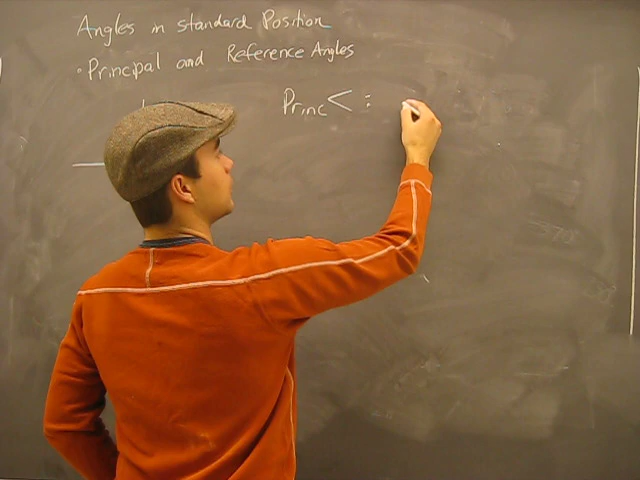 Angles in standard Position
• Principal and Reference Angles
Princ < :